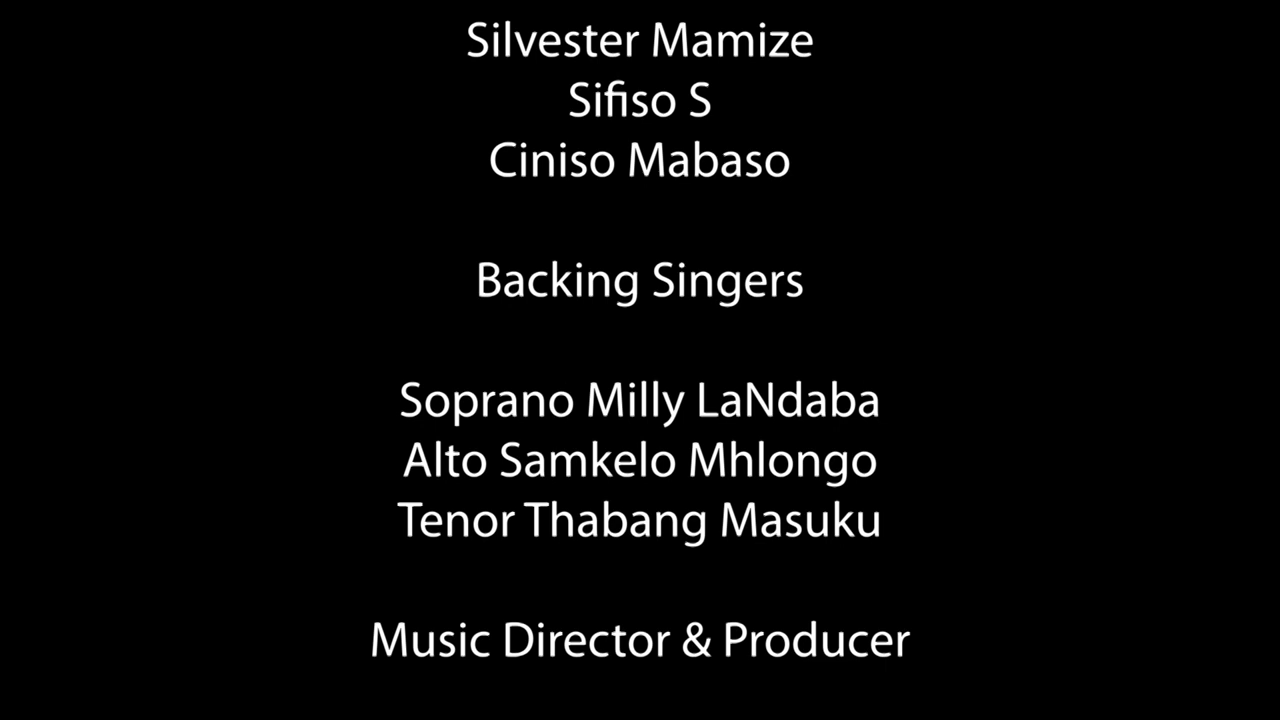 Silvester Mamize
Sifiso S
Ciniso Mabaso
Backing Singers
Soprano Milly LaNdaba
Alto Samkelo Mhlongo
Tenor Thabang Masuku
Music Director & Producer